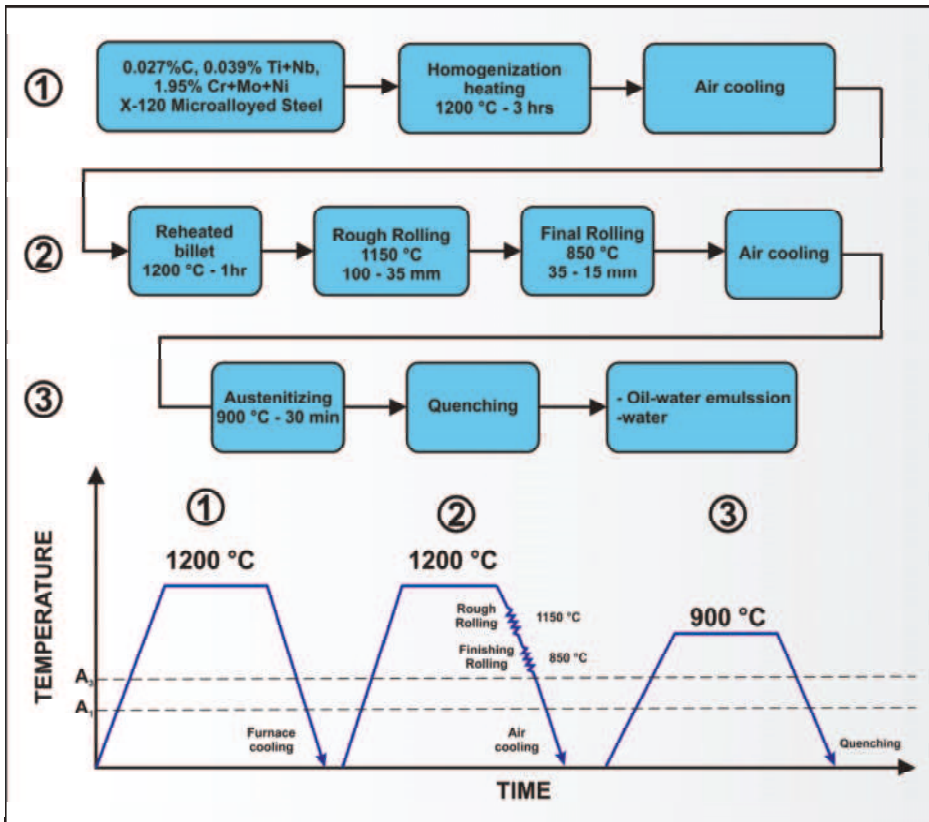 ①
0.027%C, 0.039% Ti+Nb,
1.95% Cr+Mo+Ni
X-120 Microalloyed Steel
Homogenization
heating
1200 °C - 3 hrs
Air cooling
②
Reheated
billet
1200 °C - 1hr
Rough Rolling
1150 °C
100 - 35 mm
Final Rolling
850 °C
35 - 15 mm
Air cooling
③
Austenitizing
900 °C - 30 min
Quenching
- Oil-water emulssion
-water
TEMPERATURE
①
1200 °C
②
1200 °C
③
900 °C
Rough
Rolling
1150 °C
Finishing
Rolling
850 °C
A₃
A₁
Furnace
cooling
Air
cooling
Quenching
TIME